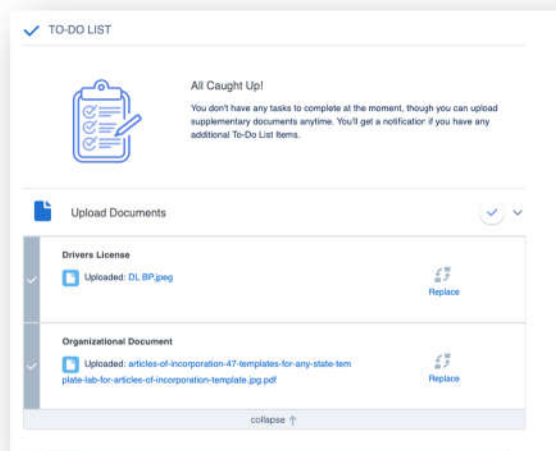 TO-DO LIST
All Caught Up!
You don't have any tasks to complete at the moment, though you can upload
supplementary documents anytime. You'll get a notification if you have any
additional To-Do List Items.
Upload Documents
Drivers License
Uploaded: DL BP.jpeg
Replace
Organizational Document
Uploaded: articles-of-incorporation-47-templates-for-any-state-tem
plate-lab-for-articles-of-incorporation-template.jpg.pdf
Replace
collapse ↑